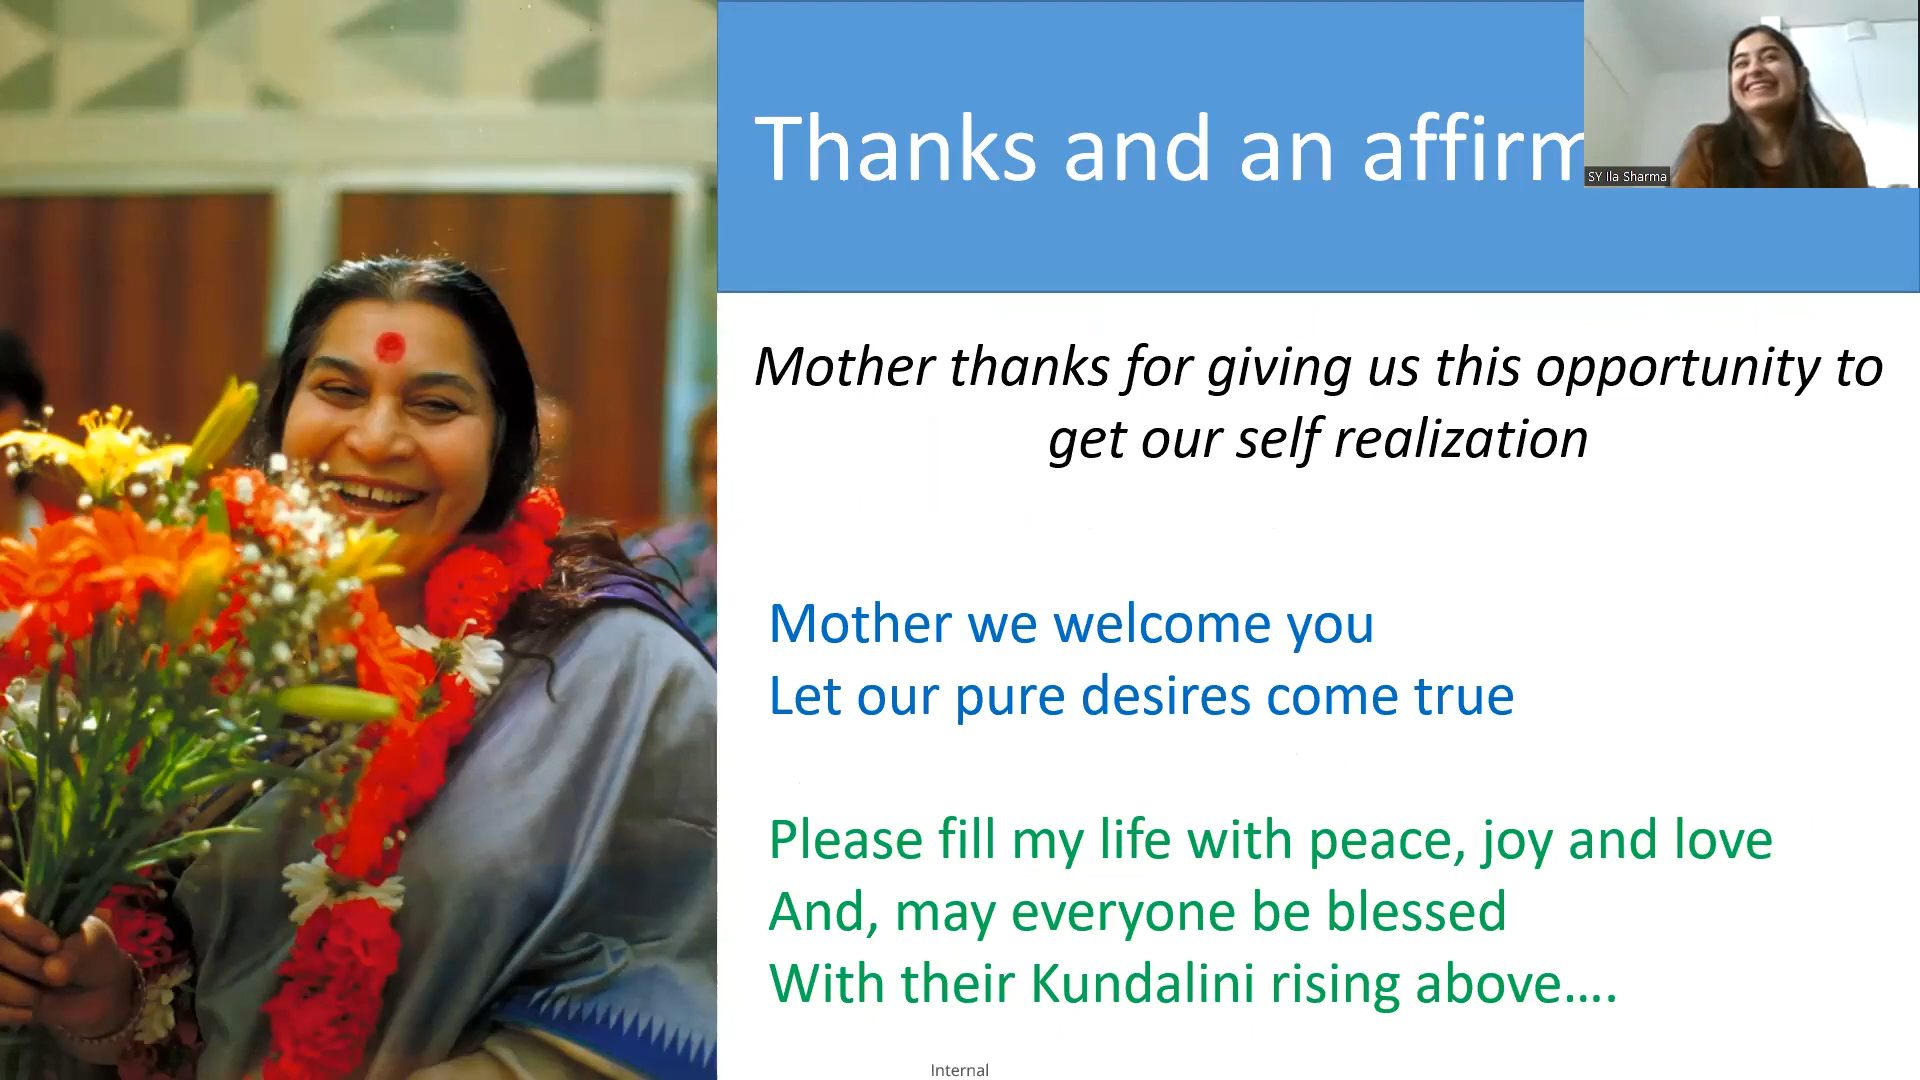 Thanks and an affirm
SY Ila Sharma
Mother thanks for giving us this opportunity to
get our self realization
Mother we welcome you
Let our pure desires come true
Please fill my life with peace, joy and love
And, may everyone be blessed
With their Kundalini rising above....
Internal